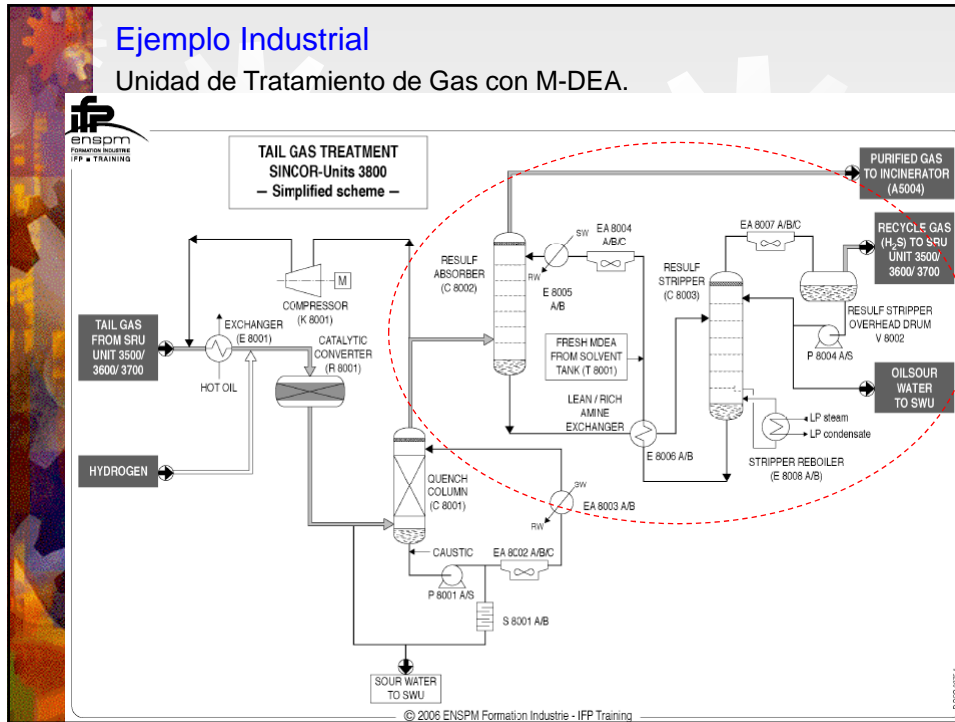 Ejemplo Industrial
Unidad de Tratamiento de Gas con M-DEA.
iFP
enspm
FORMATION INDUSTRIE
IFP ■ TRAINING
TAIL GAS TREATMENT
SINCOR-Units 3800
— Simplified scheme —
PURIFIED GAS
TO INCINERATOR
(A5004)
RECYCLE GAS
(H2S) TO SRU
UNIT 3500/
3600/ 3700
EA 8004
A/B/C
SW
RW
E 8005
A/B
RESULF
ABSORBER
(C 8002)
EA 8007 A/B/C
RESULF
STRIPPER
(C 8003)
RESULF STRIPPER
OVERHEAD DRUM
V 8002
P 8004 A/S
M
COMPRESSOR
(K 8001)
TAIL GAS
FROM SRU
UNIT 3500/
3600/ 3700
EXCHANGER
(E 8001)
HOT OIL
CATALYTIC
CONVERTER
(R 8001)
FRESH MDEA
FROM SOLVENT
TANK (T 8001)
LEAN / RICH
AMINE
EXCHANGER
E 8006 A/B
OILSOUR
WATER
TO SWU
LP steam
LP condensate
STRIPPER REBOILER
(E 8008 A/B)
HYDROGEN
QUENCH
COLUMN
(C 8001)
SW
RW
EA 8003 A/B
CAUSTIC
EA 8002 A/B/C
P 8001 A/S
S 8001 A/B
SOUR WATER
TO SWU
© 2006 ENSPM Formation Industrie - IFP Training